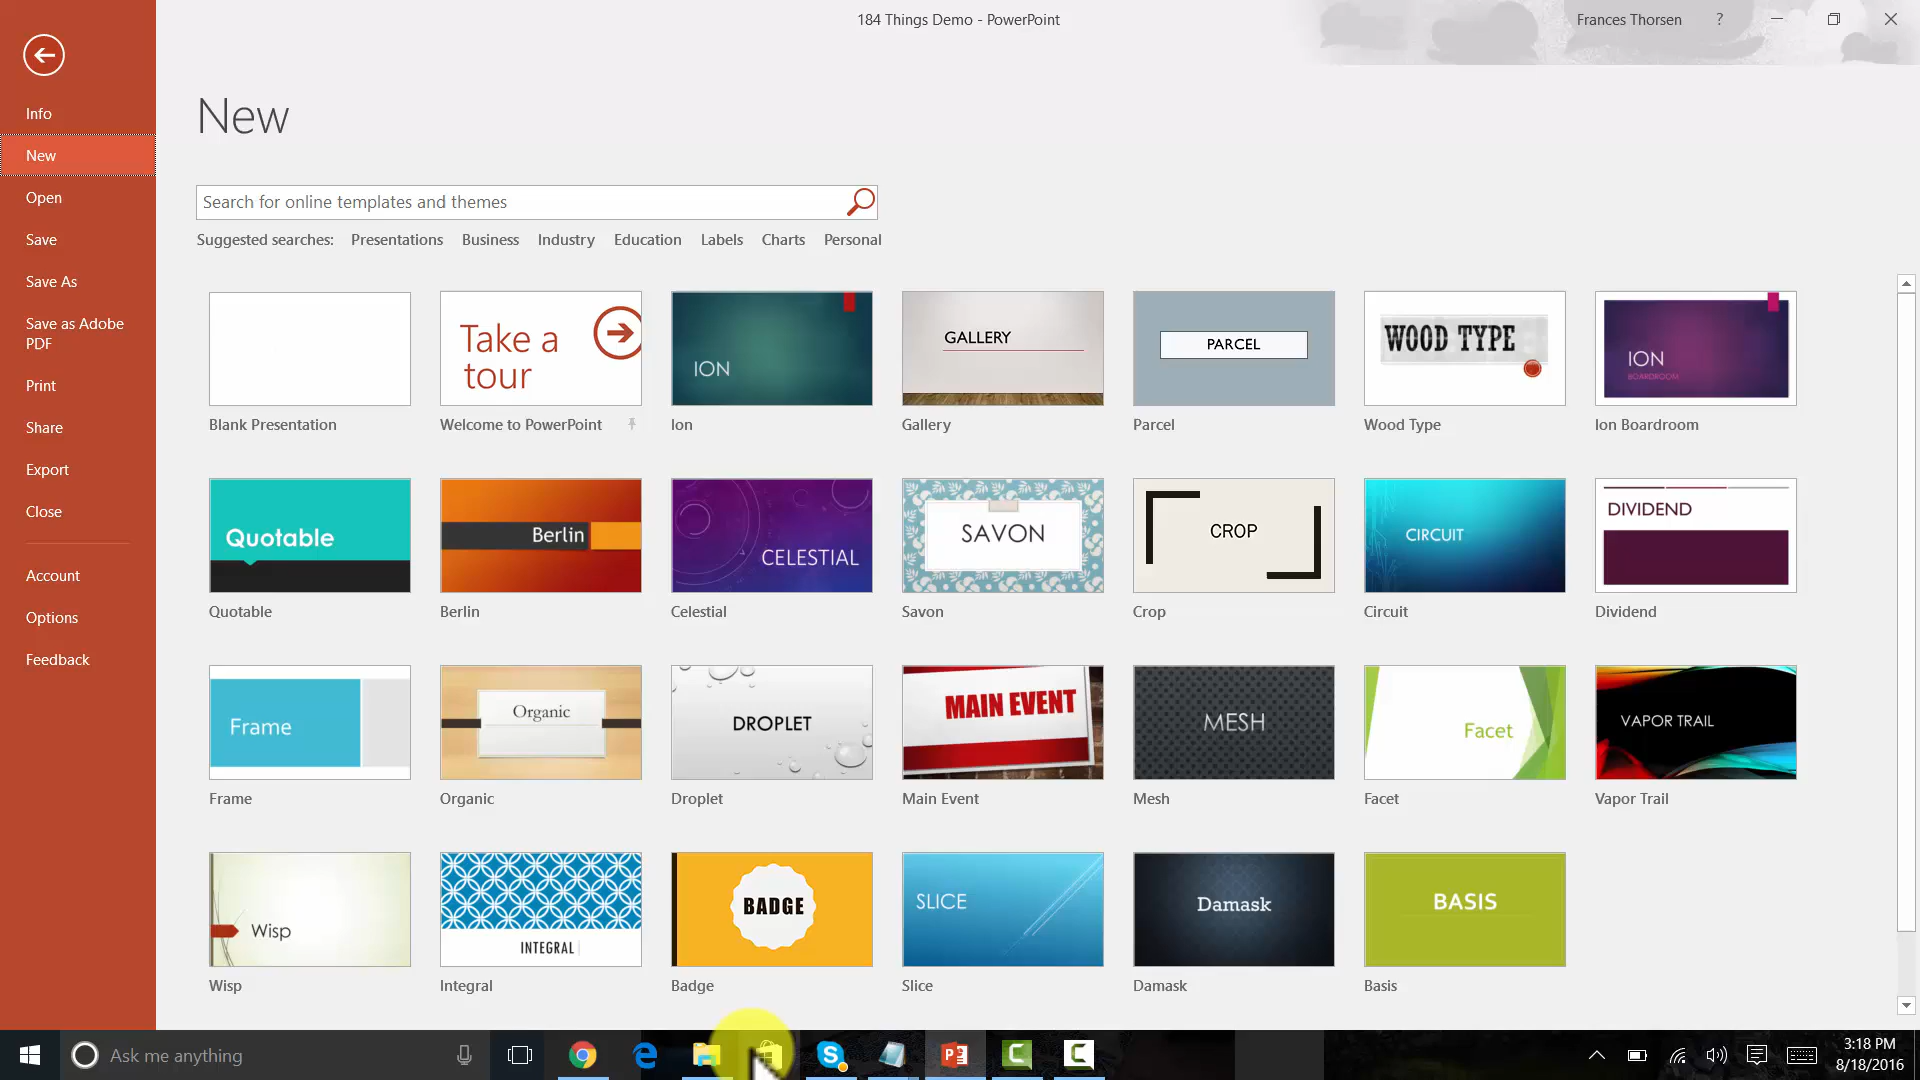 184 Things Demo - PowerPoint
Frances Thorsen
?
Info
New
Open
Save
Save As
Save as Adobe
PDF
Print
Share
Export
Close
Account
Options
Feedback
New
Search for online templates and themes
Suggested searches: Presentations Business Industry Education Labels Charts Personal
Take a
tour
ION
GALLERY
PARCEL
WOOD TYPE
ION
BOARDROOM
Blank Presentation
Welcome to PowerPoint
Ion
Gallery
Parcel
Wood Type
Ion Boardroom
Quotable
Berlin
CELESTIAL
SAVON
CROP
CIRCUIT
DIVIDEND
Quotable
Berlin
Celestial
Savon
Crop
Circuit
Dividend
Frame
Organic
DROPLET
MAIN EVENT
MESH
Facet
VAPOR TRAIL
Frame
Organic
Droplet
Main Event
Mesh
Facet
Vapor Trail
Wisp
INTEGRAL
BADGE
SLICE
Damask
BASIS
Wisp
Integral
Badge
Slice
Damask
Basis
Ask me anything
3:18 PM
8/18/2016